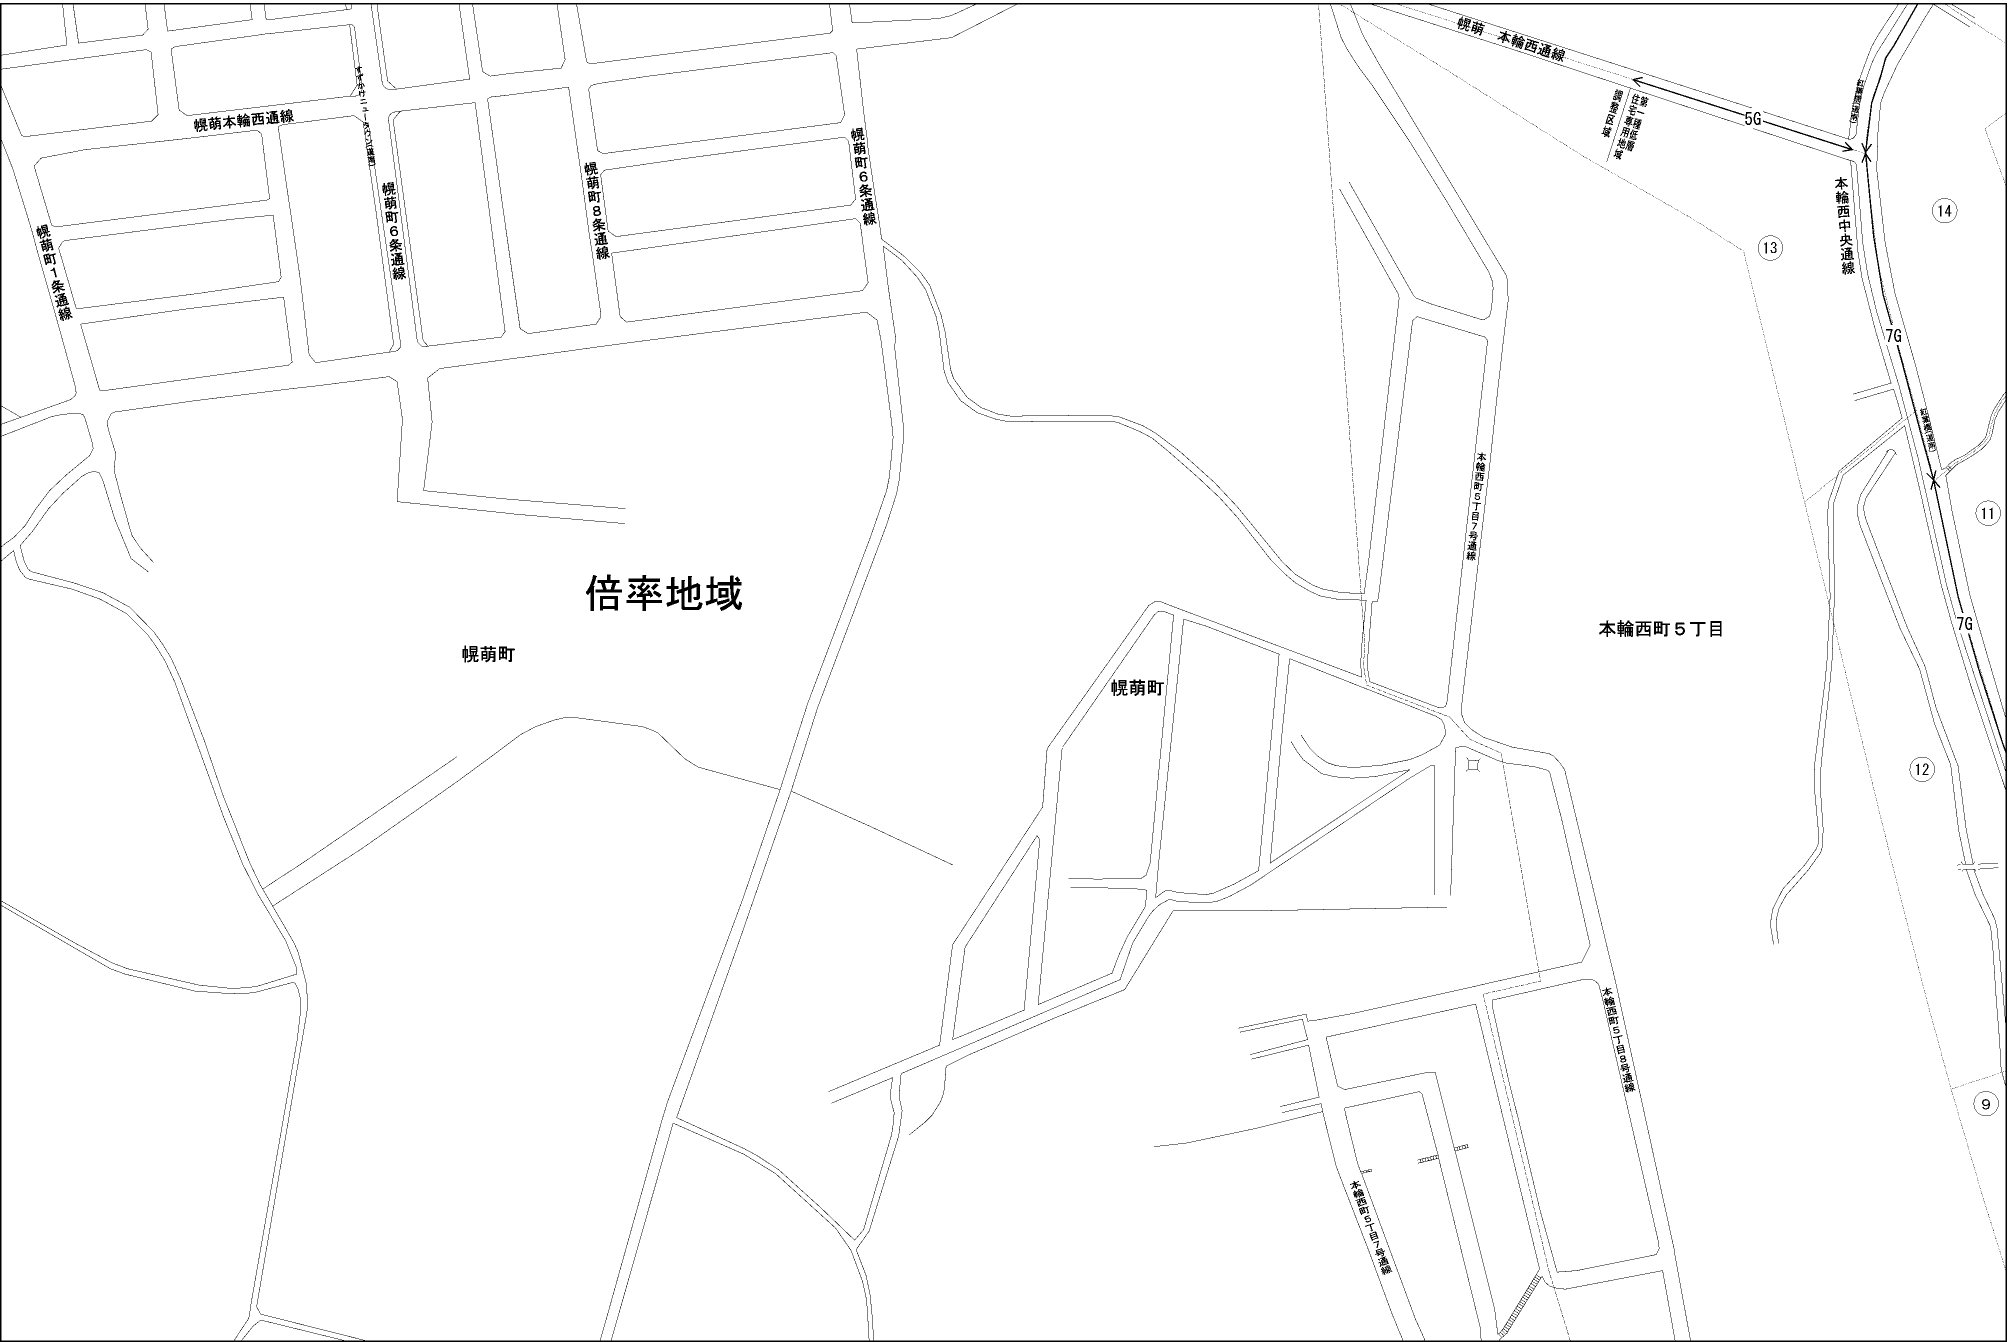 幌萌 本輪西通線
5G
第一種低層
住宅専用地域
調整区域
幌萌本輪西通線
幌萌町6条通線
幌萌町8条通線
幌萌町6条通線
幌萌町1条通線
本輪西中央通線
14
13
7G
本輪西町5丁目7号通線
11
倍率地域
幌萌町
幌萌町
本輪西町5丁目
7G
12
本輪西町5丁目8号通線
9
本輪西町5丁目7号通線